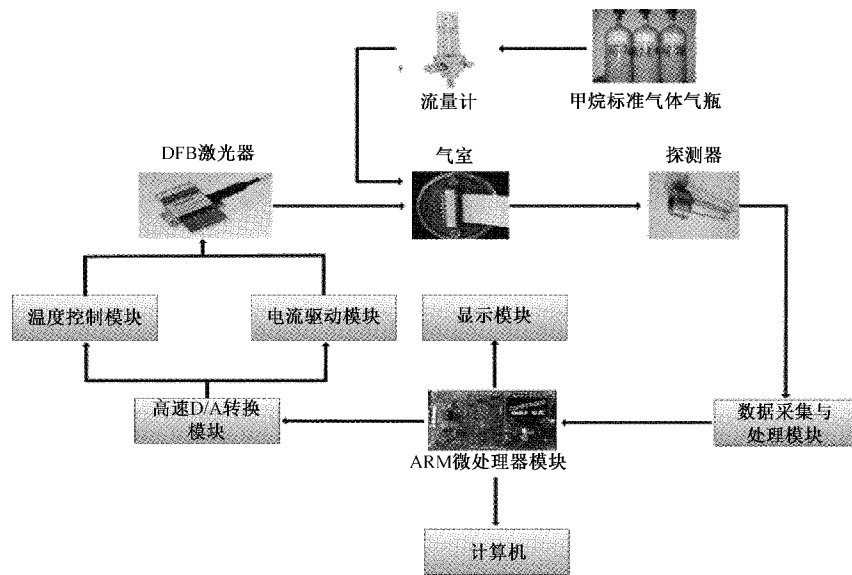 流量计
甲烷标准气体气瓶
DFB激光器
气室
探测器
温度控制模块
电流驱动模块
显示模块
高速D/A转换
模块
数据采集与
处理模块
ARM微处理器模块
计算机